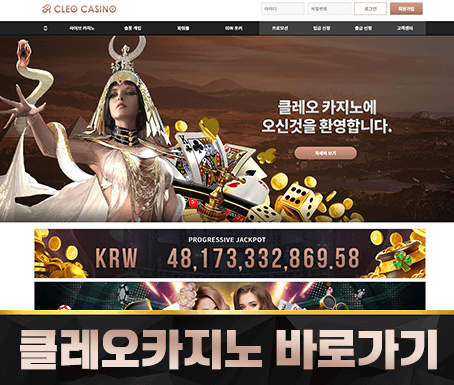 CLEO CASINO
아이디
비밀번호
로그인
회원가입
라이브 카지노
슬롯 게임
파워볼
BDW 포커
프로모션
입금 신청
출금 신청
고객센터
클레오 카지노에
오신것을 환영합니다.
자세히 보기
PROGRESSIVE JACKPOT
KRW 48,173,332,869.58
클레오카지노 바로가기